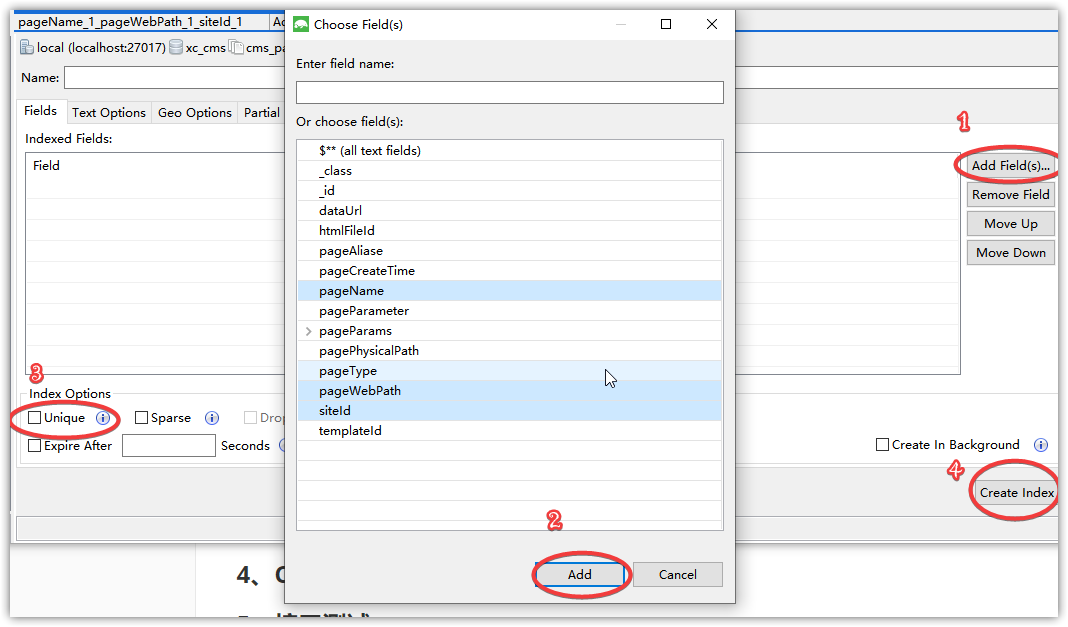 pageName_1_pageWebPath_1_siteId_1
Choose Field(s)
local (localhost:27017) xc_cms
Name:
Fields Text Options Geo Options Partial
Indexed Fields:
Field
Enter field name:
Or choose field(s):
$** (all text fields)
_class
_id
dataUrl
htmlFileId
pageAliase
pageCreateTime
pageName
pageParameter
pageParams
pagePhysicalPath
pageType
pageWebPath
siteId
templateId
Add Cancel
1
Add Field(s)...
Remove Field
Move Up
Move Down
2
3
Index Options
Unique Sparse
Expire After Seconds
Create In Background
4
Create Index
4、